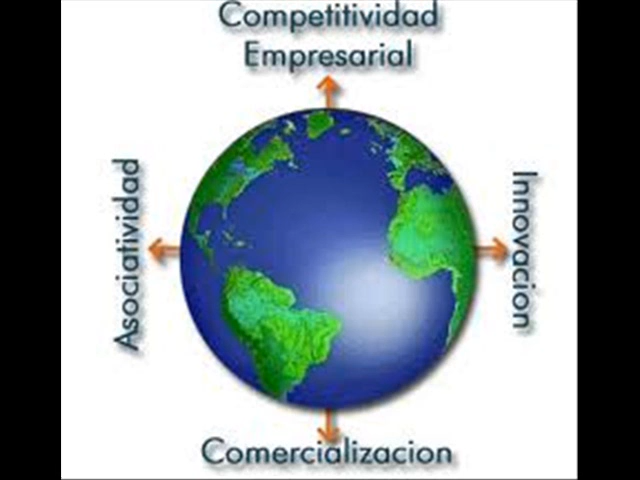 Competitividad
Empresarial
Asociatividad
Innovacion
Comercializacion